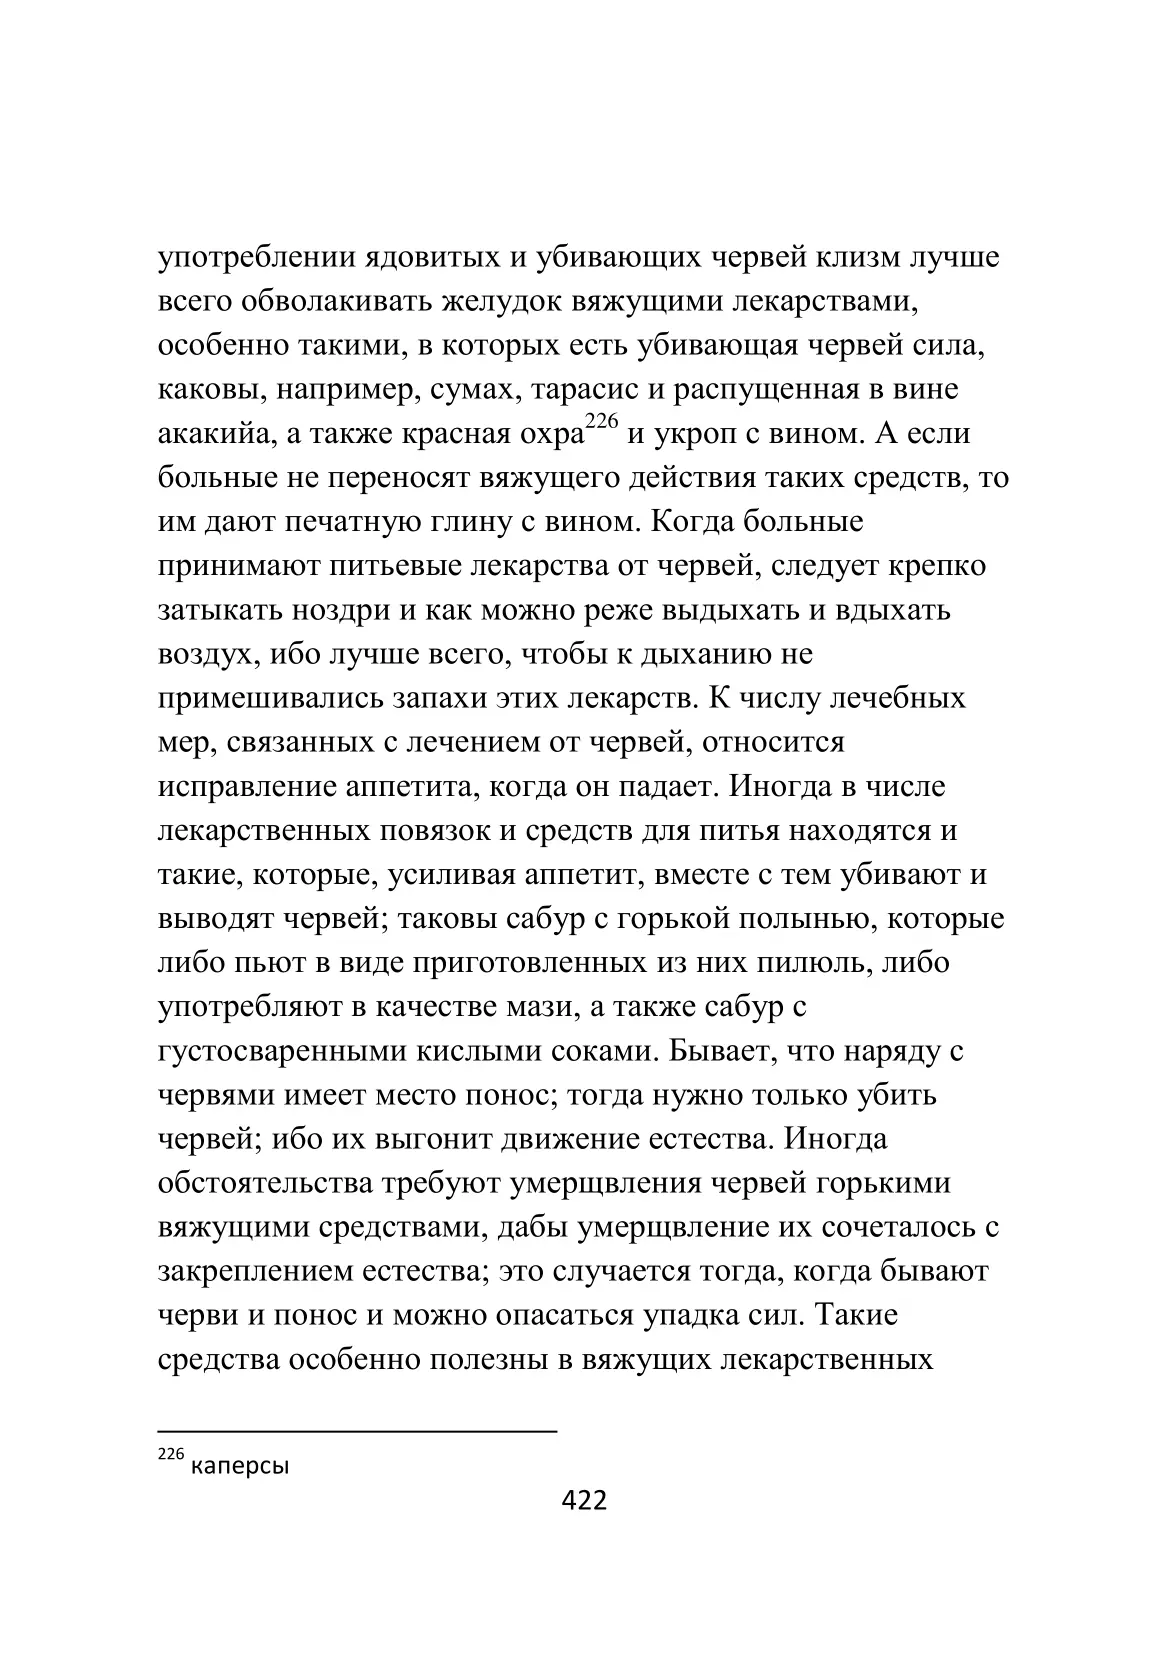 употреблении ядовитых и убивающих червей клизм лучше
всего обволакивать желудок вяжущими лекарствами,
особенно такими, в которых есть убивающая червей сила,
каковы, например, сумах, тарасис и распущенная в вине
акакийа, а также красная охра226 и укроп с вином. А если
больные не переносят вяжущего действия таких средств, то
им дают печатную глину с вином. Когда больные
принимают питьевые лекарства от червей, следует крепко
затыкать ноздри и как можно реже выдыхать и вдыхать
воздух, ибо лучше всего, чтобы к дыханию не
примешивались запахи этих лекарств. К числу лечебных
мер, связанных с лечением от червей, относится
исправление аппетита, когда он падает. Иногда в числе
лекарственных повязок и средств для питья находятся и
такие, которые, усиливая аппетит, вместе с тем убивают и
выводят червей; таковы сабур с горькой полынью, которые
либо пьют в виде приготовленных из них пилюль, либо
употребляют в качестве мази, а также сабур с
густосваренными кислыми соками. Бывает, что наряду с
червями имеет место понос; тогда нужно только убить
червей; ибо их выгонит движение естества. Иногда
обстоятельства требуют умерщвления червей горькими
вяжущими средствами, дабы умерщвление их сочеталось с
закреплением естества; это случается тогда, когда бывают
черви и понос и можно опасаться упадка сил. Такие
средства особенно полезны в вяжущих лекарственных
226 каперсы
422